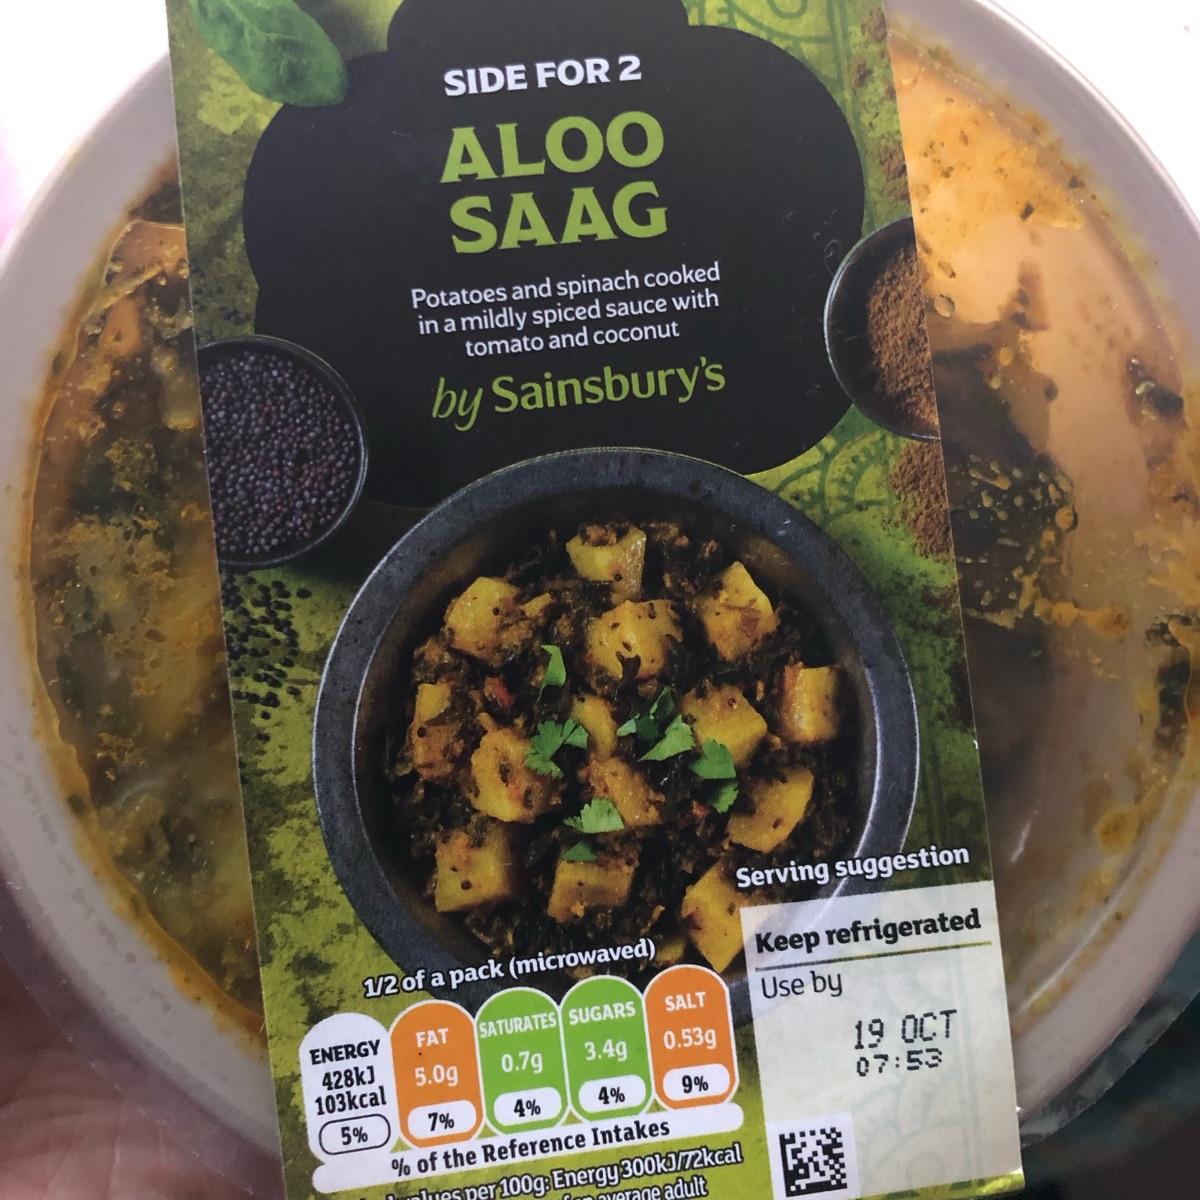 SIDE FOR 2
ALOO
SAAG
Potatoes and spinach cooked
in a mildly spiced sauce with
tomato and coconut
by Sainsbury's
Serving suggestion
Keep refrigerated
Use by
19 OCT
07:53
1/2 of a pack (microwaved)
ENERGY
428kJ
103kcal
5%
FAT
5.0g
7%
SATURATES
0.7g
4%
SUGARS
3.4g
4%
SALT
0.53g
9%
% of the Reference Intakes
per 100g: Energy 300kJ/72kcal
average adult